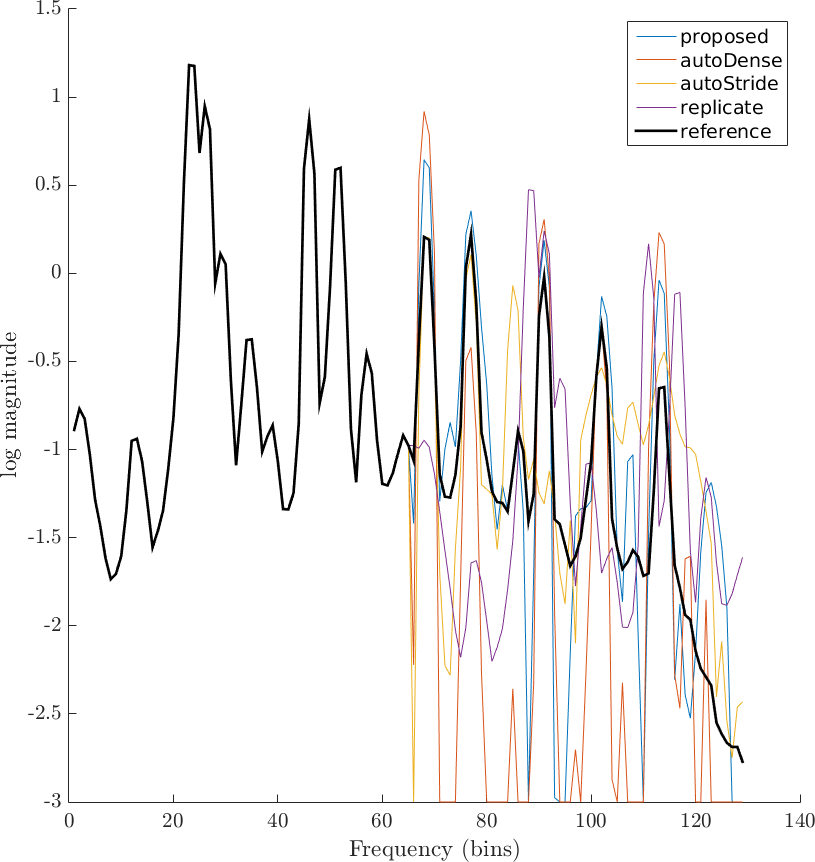 1.5
1
0.5
0
-0.5
-1
-1.5
-2
-2.5
-3
log magnitude
proposed
autoDense
autoStride
replicate
reference
0 20 40 60 80 100 120 140
Frequency (bins)